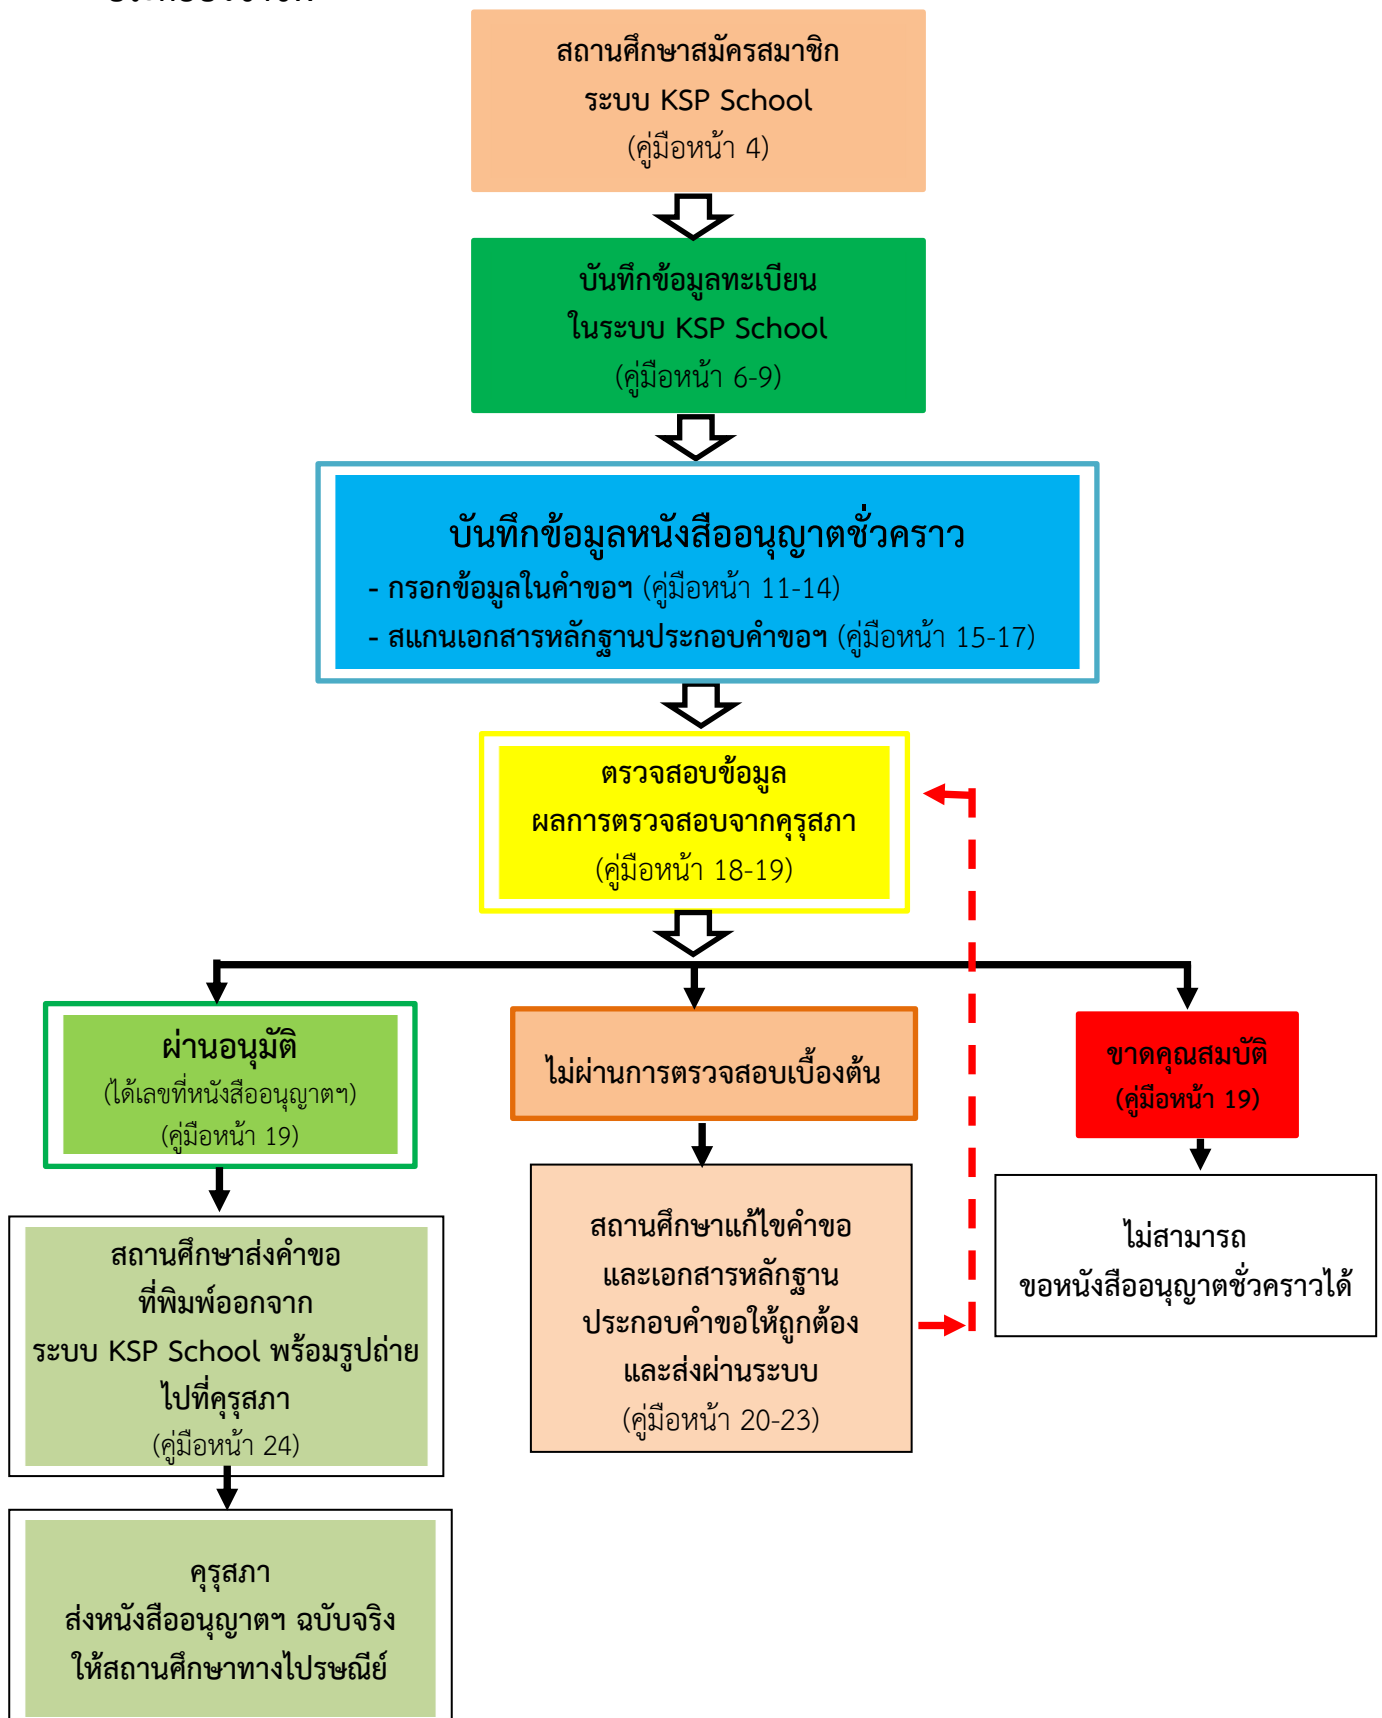 สถานศึกษาสมัครสมาชิก
ระบบ KSP School
(คู่มือหน้า 4)
บันทึกข้อมูลทะเบียน
ในระบบ KSP School
(คู่มือหน้า 6-9)
บันทึกข้อมูลหนังสืออนุญาตชั่วคราว
- กรอกข้อมูลในคำขอฯ (คู่มือหน้า 11-14)
- สแกนเอกสารหลักฐานประกอบคำขอฯ (คู่มือหน้า 15-17)
ตรวจสอบข้อมูล
ผลการตรวจสอบจากคุรุสภา
(คู่มือหน้า 18-19)
ผ่านอนุมัติ
(ได้เลขที่หนังสืออนุญาตฯ)
(คู่มือหน้า 19)
ไม่ผ่านการตรวจสอบเบื้องต้น
ขาดคุณสมบัติ
(คู่มือหน้า 19)
สถานศึกษาส่งคำขอ
ที่พิมพ์ออกจาก
ระบบ KSP School พร้อมรูปถ่าย
ไปที่คุรุสภา
(คู่มือหน้า 24)
สถานศึกษาแก้ไขคำขอ
และเอกสารหลักฐาน
ประกอบคำขอให้ถูกต้อง
และส่งผ่านระบบ
(คู่มือหน้า 20-23)
ไม่สามารถ
ขอหนังสืออนุญาตชั่วคราวได้
คุรุสภา
ส่งหนังสืออนุญาตฯ ฉบับจริง
ให้สถานศึกษาทางไปรษณีย์